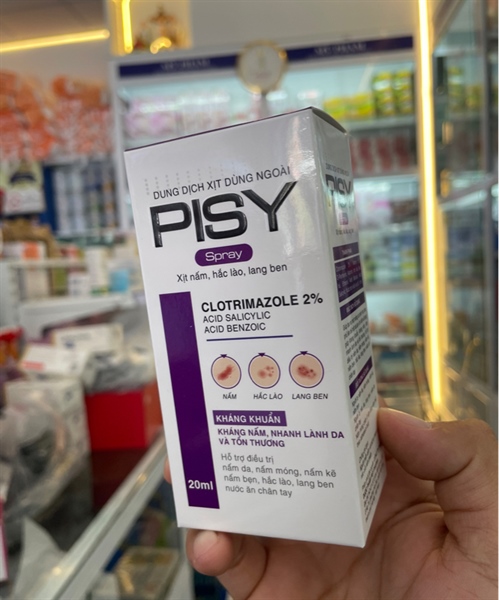 DUNG DỊCH XỊT DÙNG NGOÀI
PISY
Spray
Xịt nấm, hắc lào, lang ben
CLOTRIMAZOLE 2%
ACID SALICYLIC
ACID BENZOIC
NẤM
HẮC LÀO
LANG BEN
KHÁNG KHUẨN
KHÁNG NẤM, NHANH LÀNH DA
VÀ TỔN THƯƠNG
Hỗ trợ điều trị
nấm da, nấm móng, nấm kẽ
nấm bẹn, hắc lào, lang ben
nước ăn chân tay
20ml
PISY